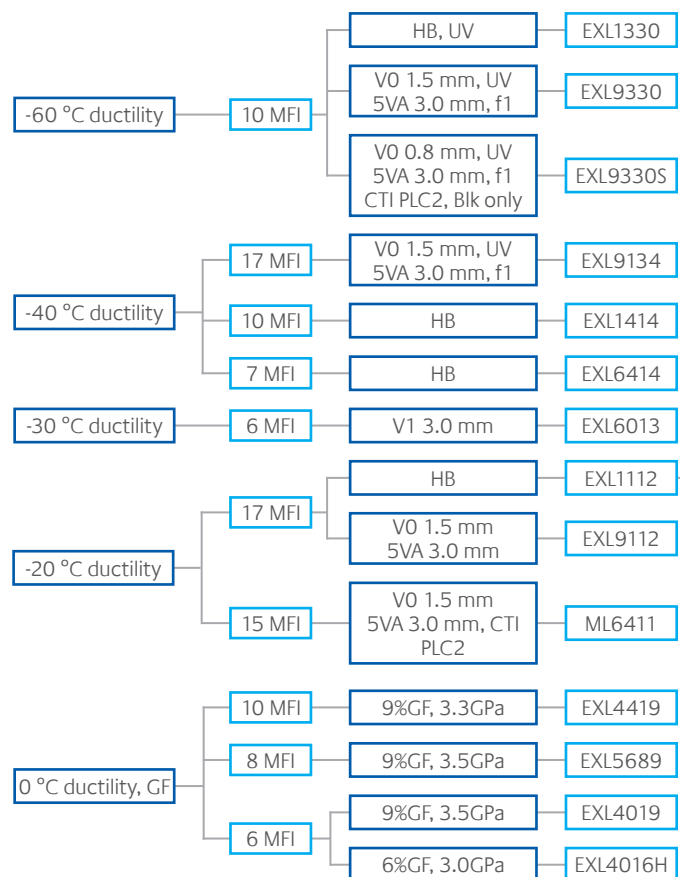 HB, UV
EXL1330
-60 °C ductility
10 MFI
V0 1.5 mm, UV
5VA 3.0 mm, f1
EXL9330
V0 0.8 mm, UV
5VA 3.0 mm, f1
CTI PLC2, Blk only
EXL9330S
-40 °C ductility
17 MFI
V0 1.5 mm, UV
5VA 3.0 mm, f1
EXL9134
10 MFI
HB
EXL1414
7 MFI
HB
EXL6414
-30 °C ductility
6 MFI
V1 3.0 mm
EXL6013
-20 °C ductility
17 MFI
HB
EXL1112
V0 1.5 mm
5VA 3.0 mm
EXL9112
15 MFI
V0 1.5 mm
5VA 3.0 mm, CTI
PLC2
ML6411
0 °C ductility, GF
10 MFI
9%GF, 3.3GPa
EXL4419
8 MFI
9%GF, 3.5GPa
EXL5689
6 MFI
9%GF, 3.5GPa
EXL4019
6%GF, 3.0GPa
EXL4016H